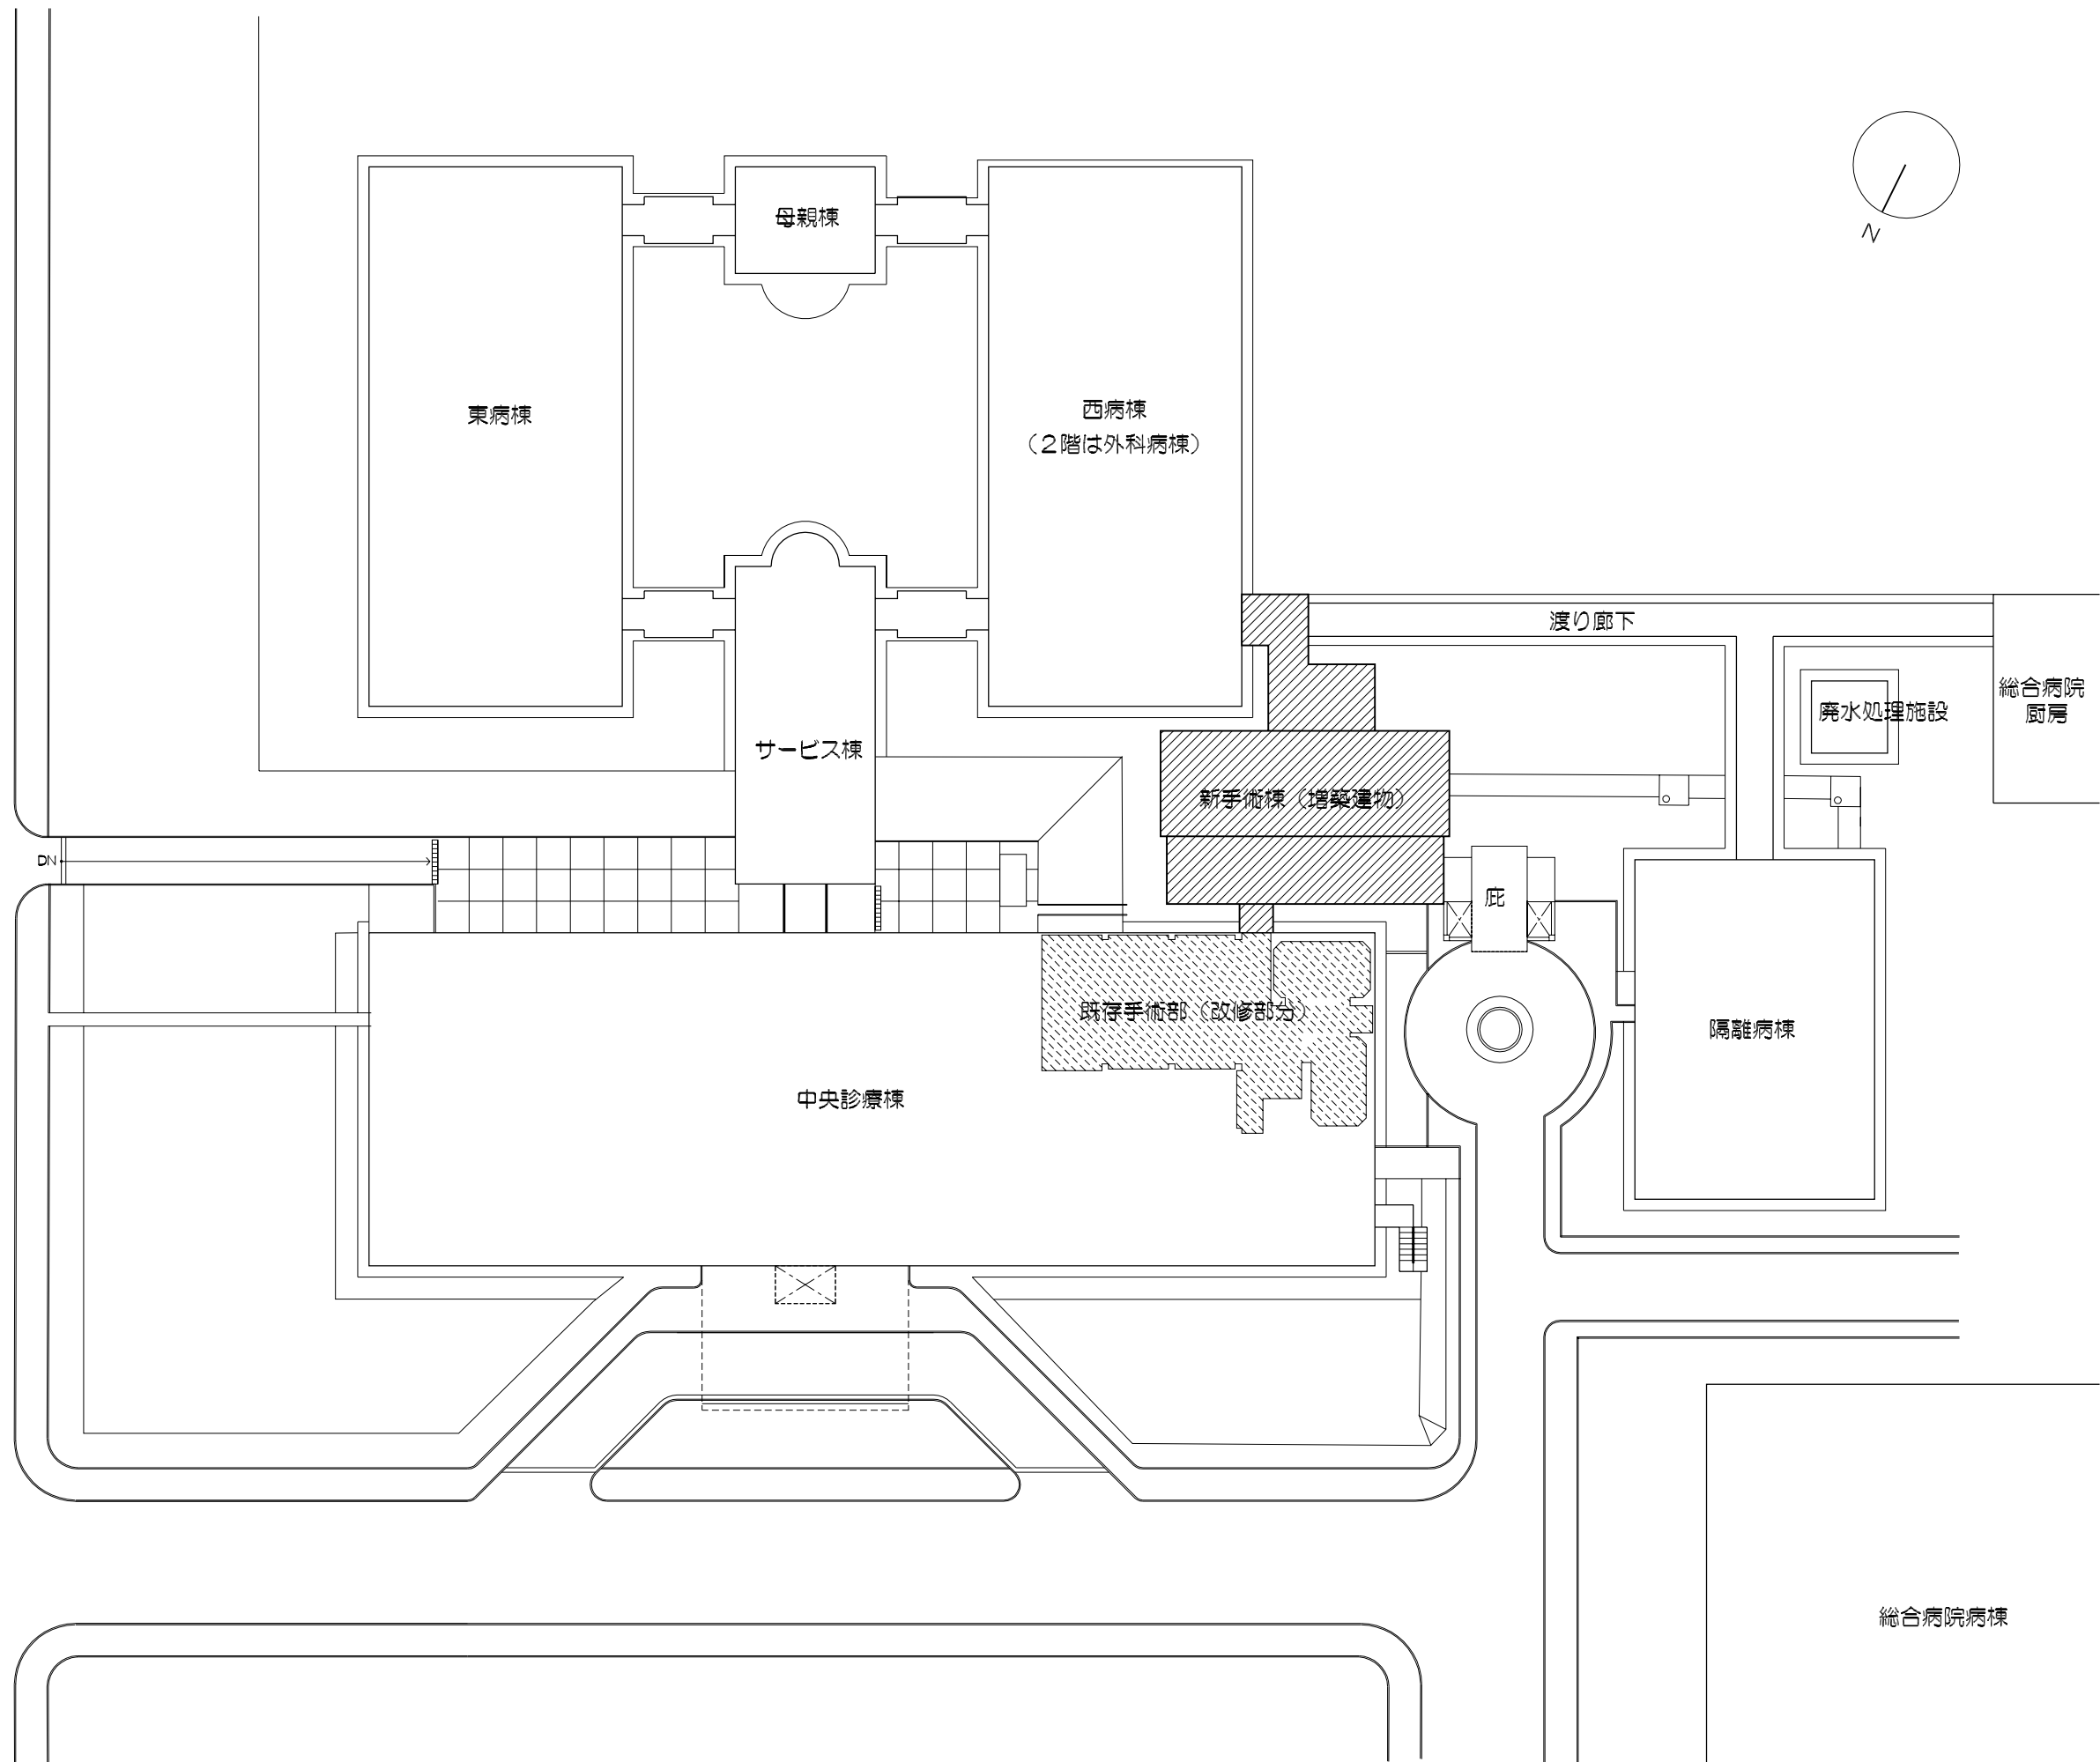 母親棟
N
東病棟
西病棟
（２階は外科病棟）
渡り廊下
総合病院
厨房
廃水処理施設
サービス棟
新手術棟（増築建物）
DN
庇
既存手術部（改修部分）
隔離病棟
中央診療棟
総合病院病棟